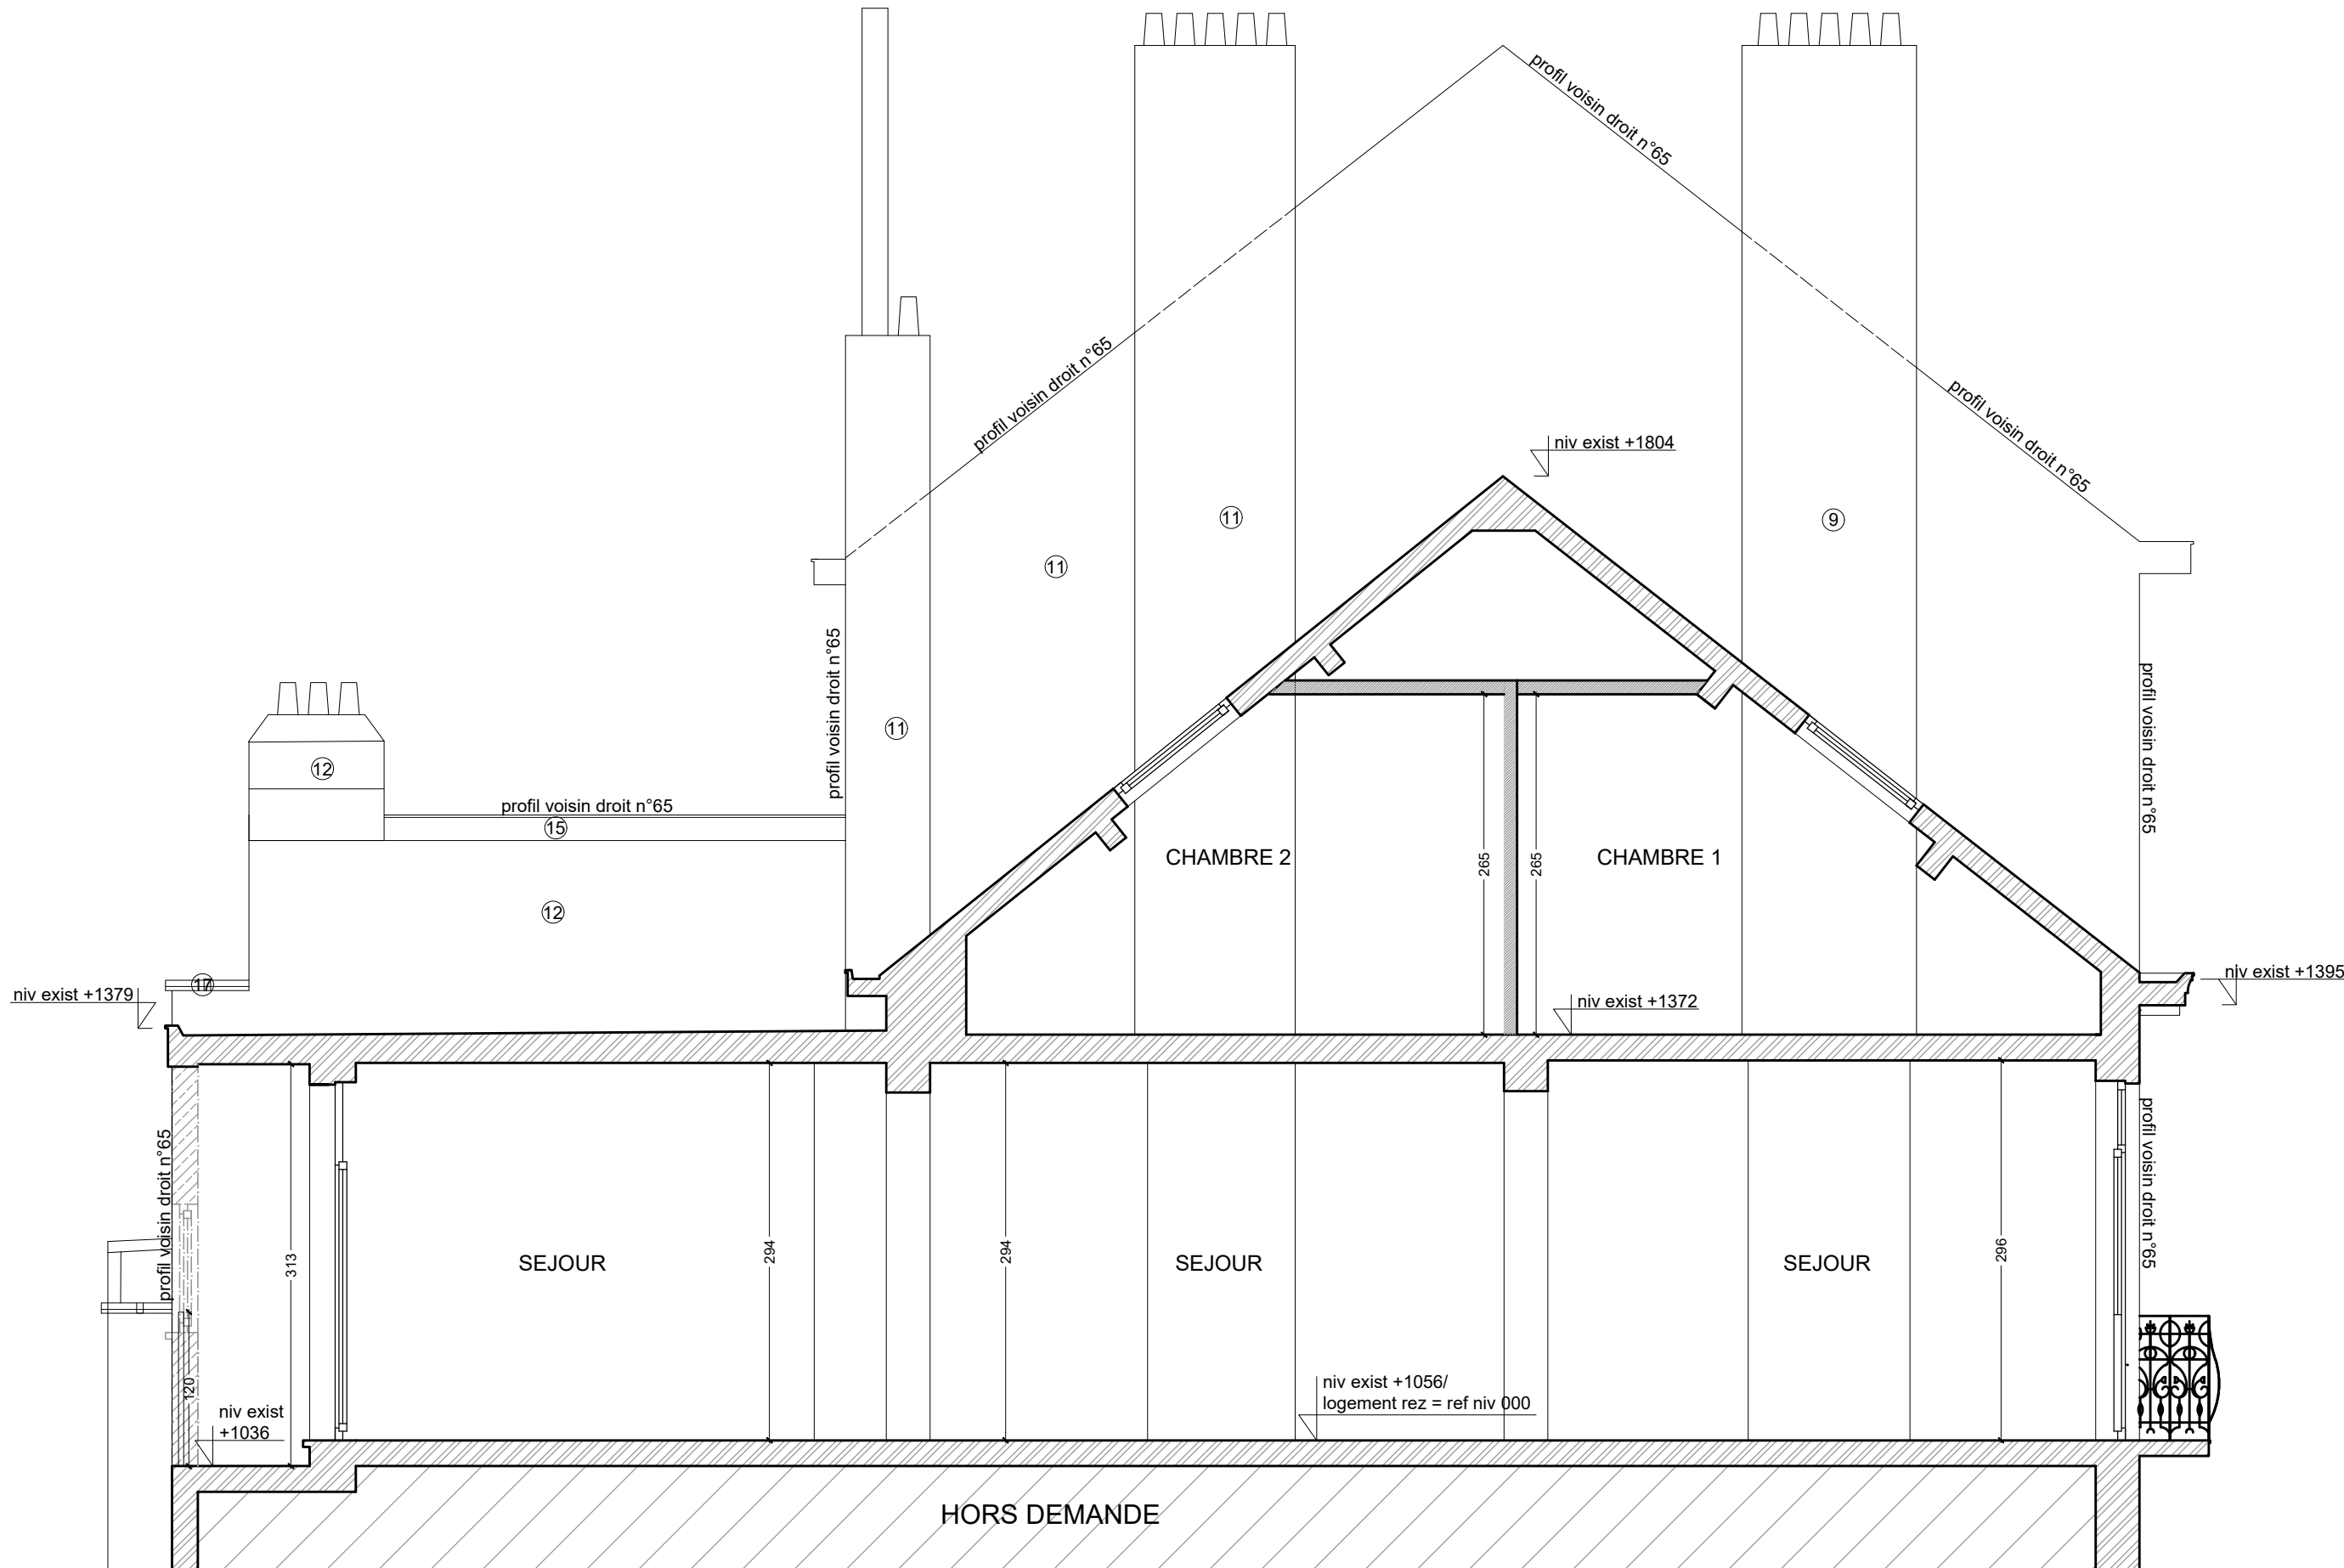 profil voisin droit n°65
profil voisin droit n°65
profil voisin droit n°65
niv exist +1804
11
9
11
profil voisin droit n°65
profil voisin droit n°65
11
12
profil voisin droit n°65
15
CHAMBRE 2
265
265
CHAMBRE 1
12
17
niv exist +1379
niv exist +1372
niv exist +1395
profil voisin droit n°65
profil voisin droit n°65
313
SEJOUR
294
294
SEJOUR
SEJOUR
296
120
niv exist
+1036
niv exist +1056/
logement rez = ref niv 000
HORS DEMANDE